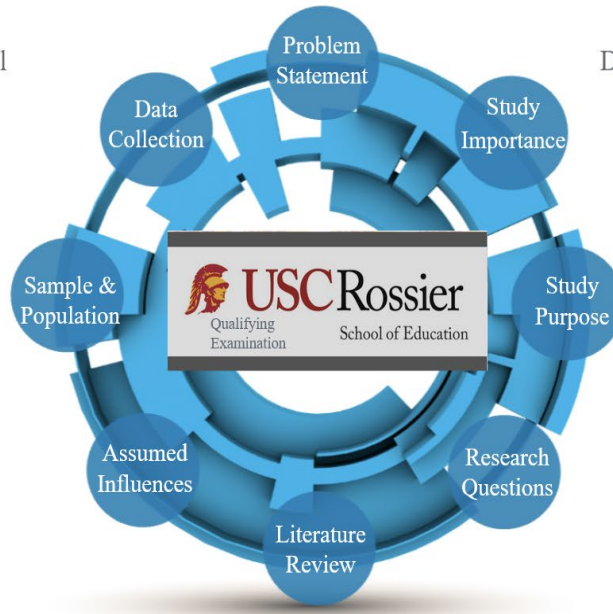 l
Problem
Statement
D
Data
Collection
Study
Importance
Sample &
Population
USC Rossier
Qualifying
Examination
School of Education
Study
Purpose
Assumed
Influences
Research
Questions
Literature
Review